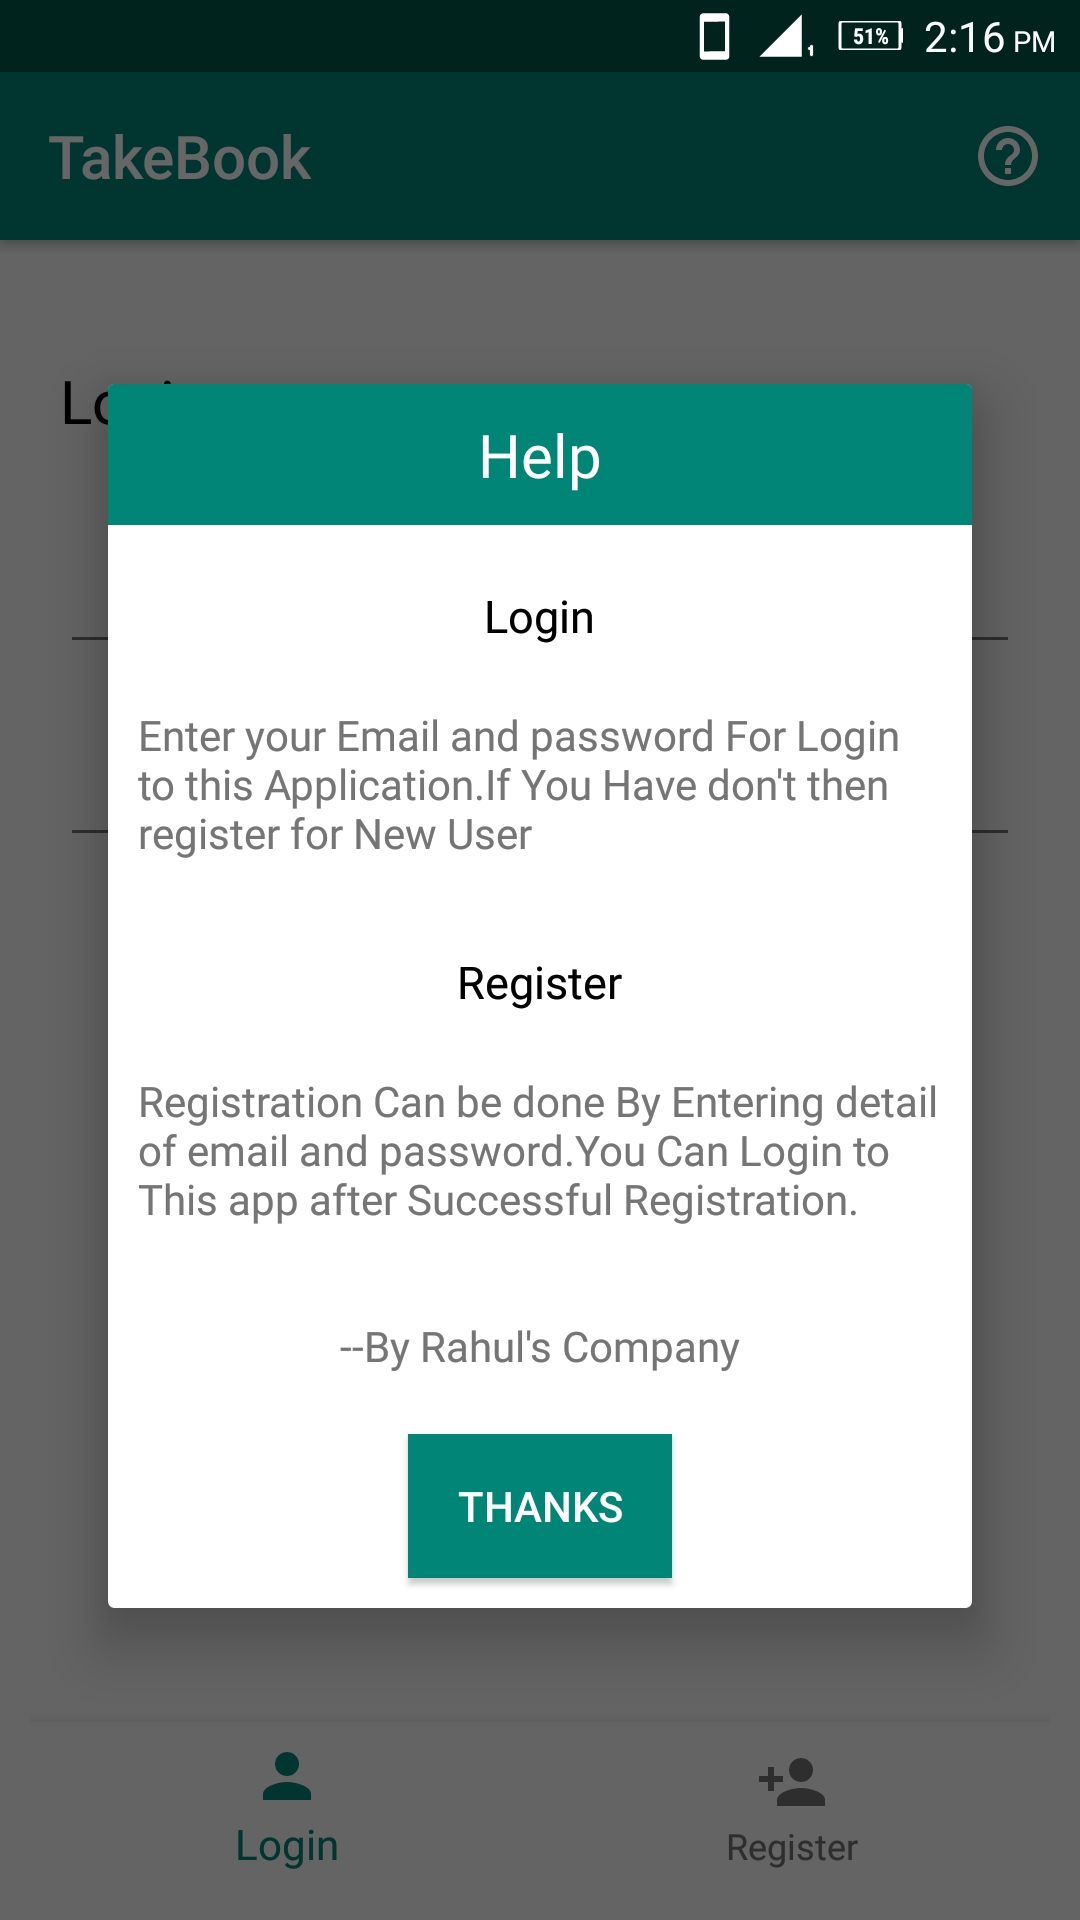 51% 2:16 PM
TakeBook
Help
Login
Enter your Email and password For Login
to this Application.If You Have don't then
register for New User
Register
Registration Can be done By Entering detail
of email and password.You Can Login to
This app after Successful Registration.
--By Rahul's Company
THANKS
Login
Register